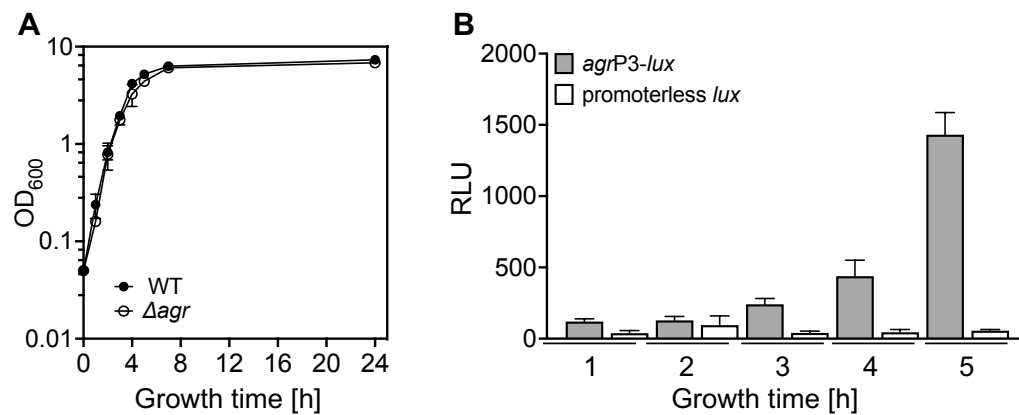 A
10
1
0.1
0.01
OD600
WT
Δagr
0 4 8 12 16 20 24
Growth time [h]
B
2000
1500
1000
500
0
RLU
agrP3-lux
promoterless lux
1 2 3 4 5
Growth time [h]